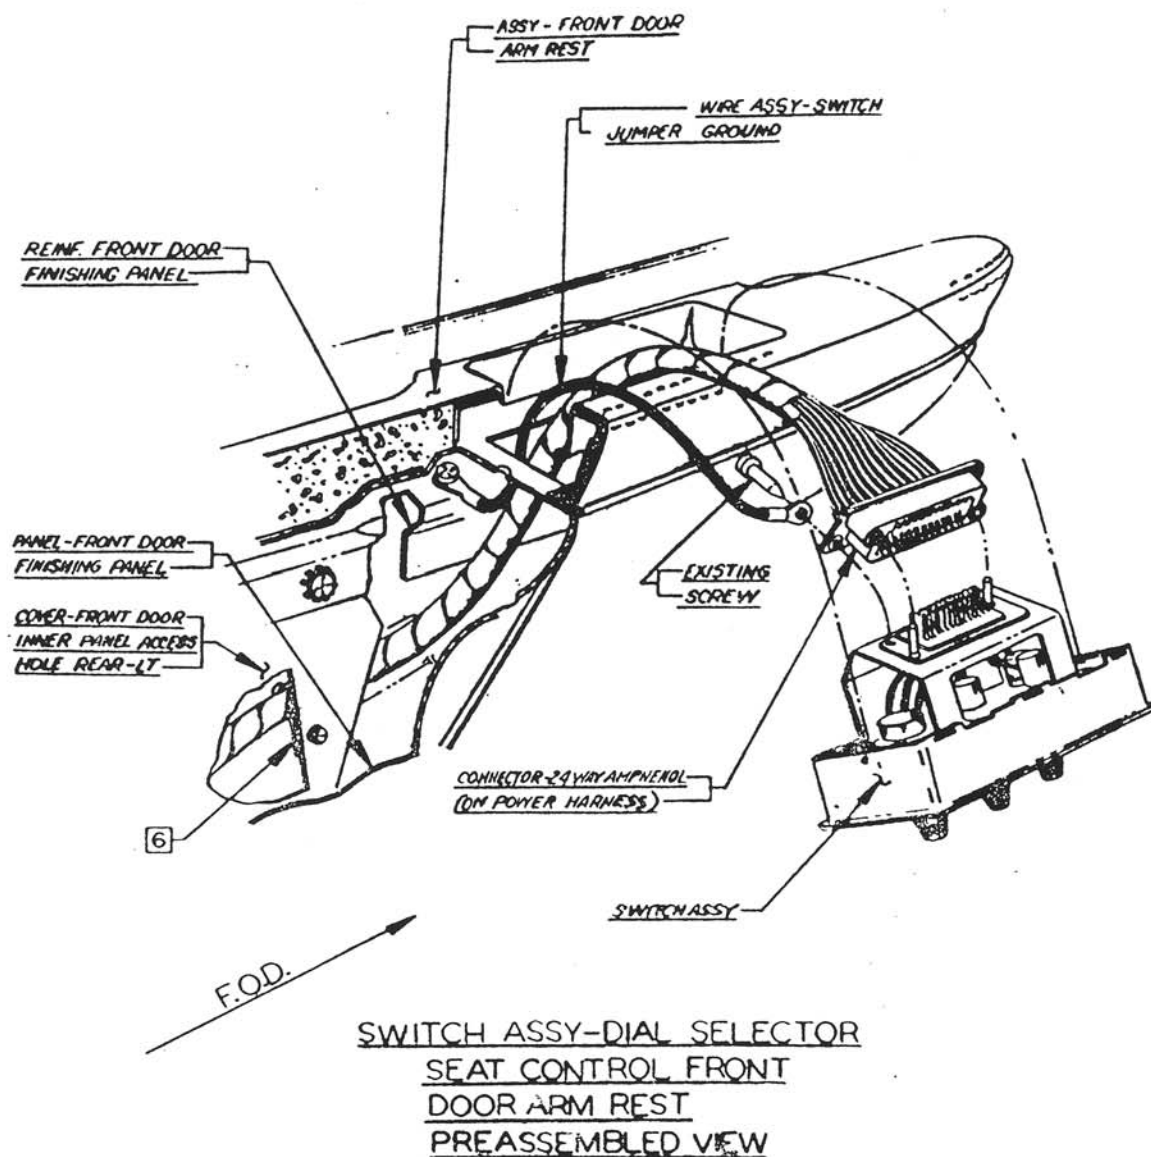 ASSY-FRONT DOOR
ARM REST
WIRE ASSY-SWITCH
JUMPER GROUND
REINF. FRONT DOOR
FINISHING PANEL
PANEL-FRONT DOOR
FINISHING PANEL
COVER-FRONT DOOR
INNER PANEL ACCESS
HOLE REAR-LT
EXISTING
SCREW
CONNECTOR-24 WAY AMPHENOL
(ON POWER HARNESS)
6
SWITCH ASSY
F.O.D.
SWITCH ASSY-DIAL SELECTOR
SEAT CONTROL FRONT
DOOR ARM REST
PREASSEMBLED VIEW